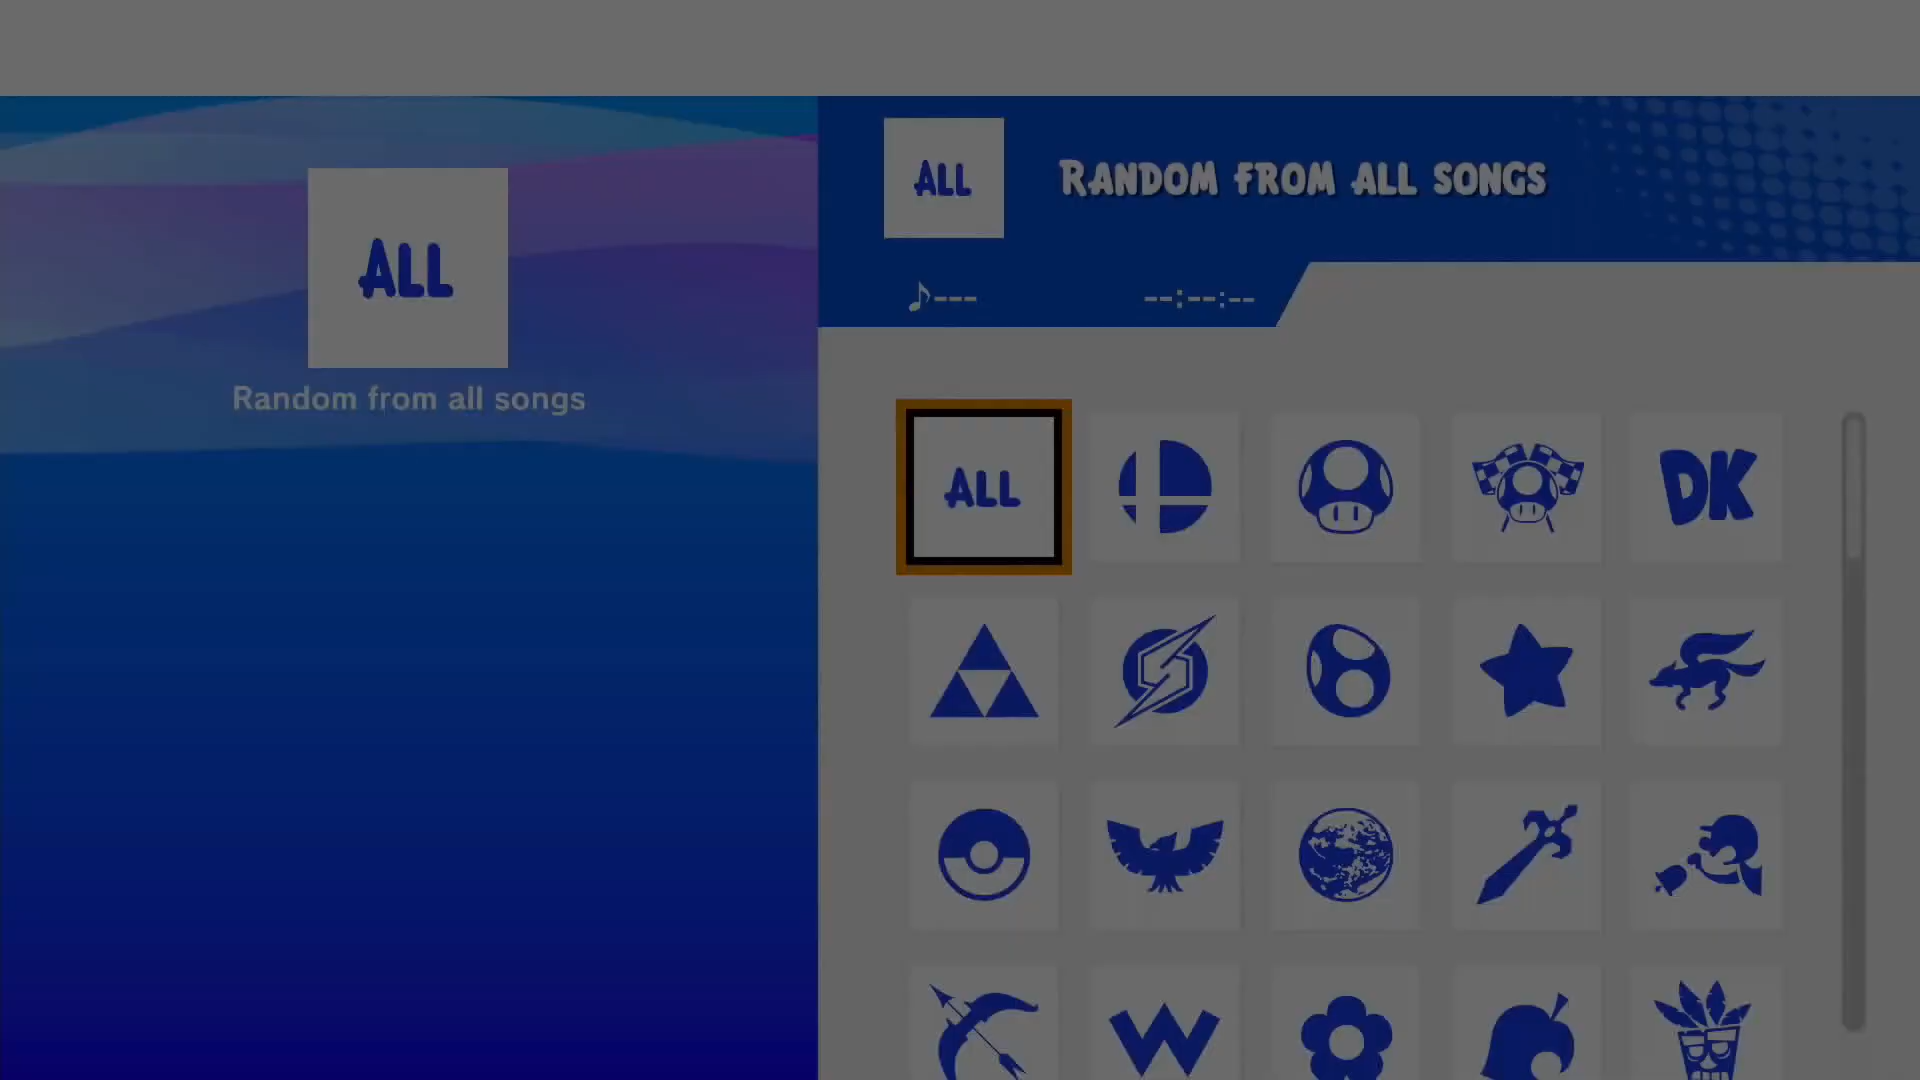 ALL
Random from all songs
ALL
RANDOM FROM ALL SONGS
♪--- --:--:--
ALL
DK